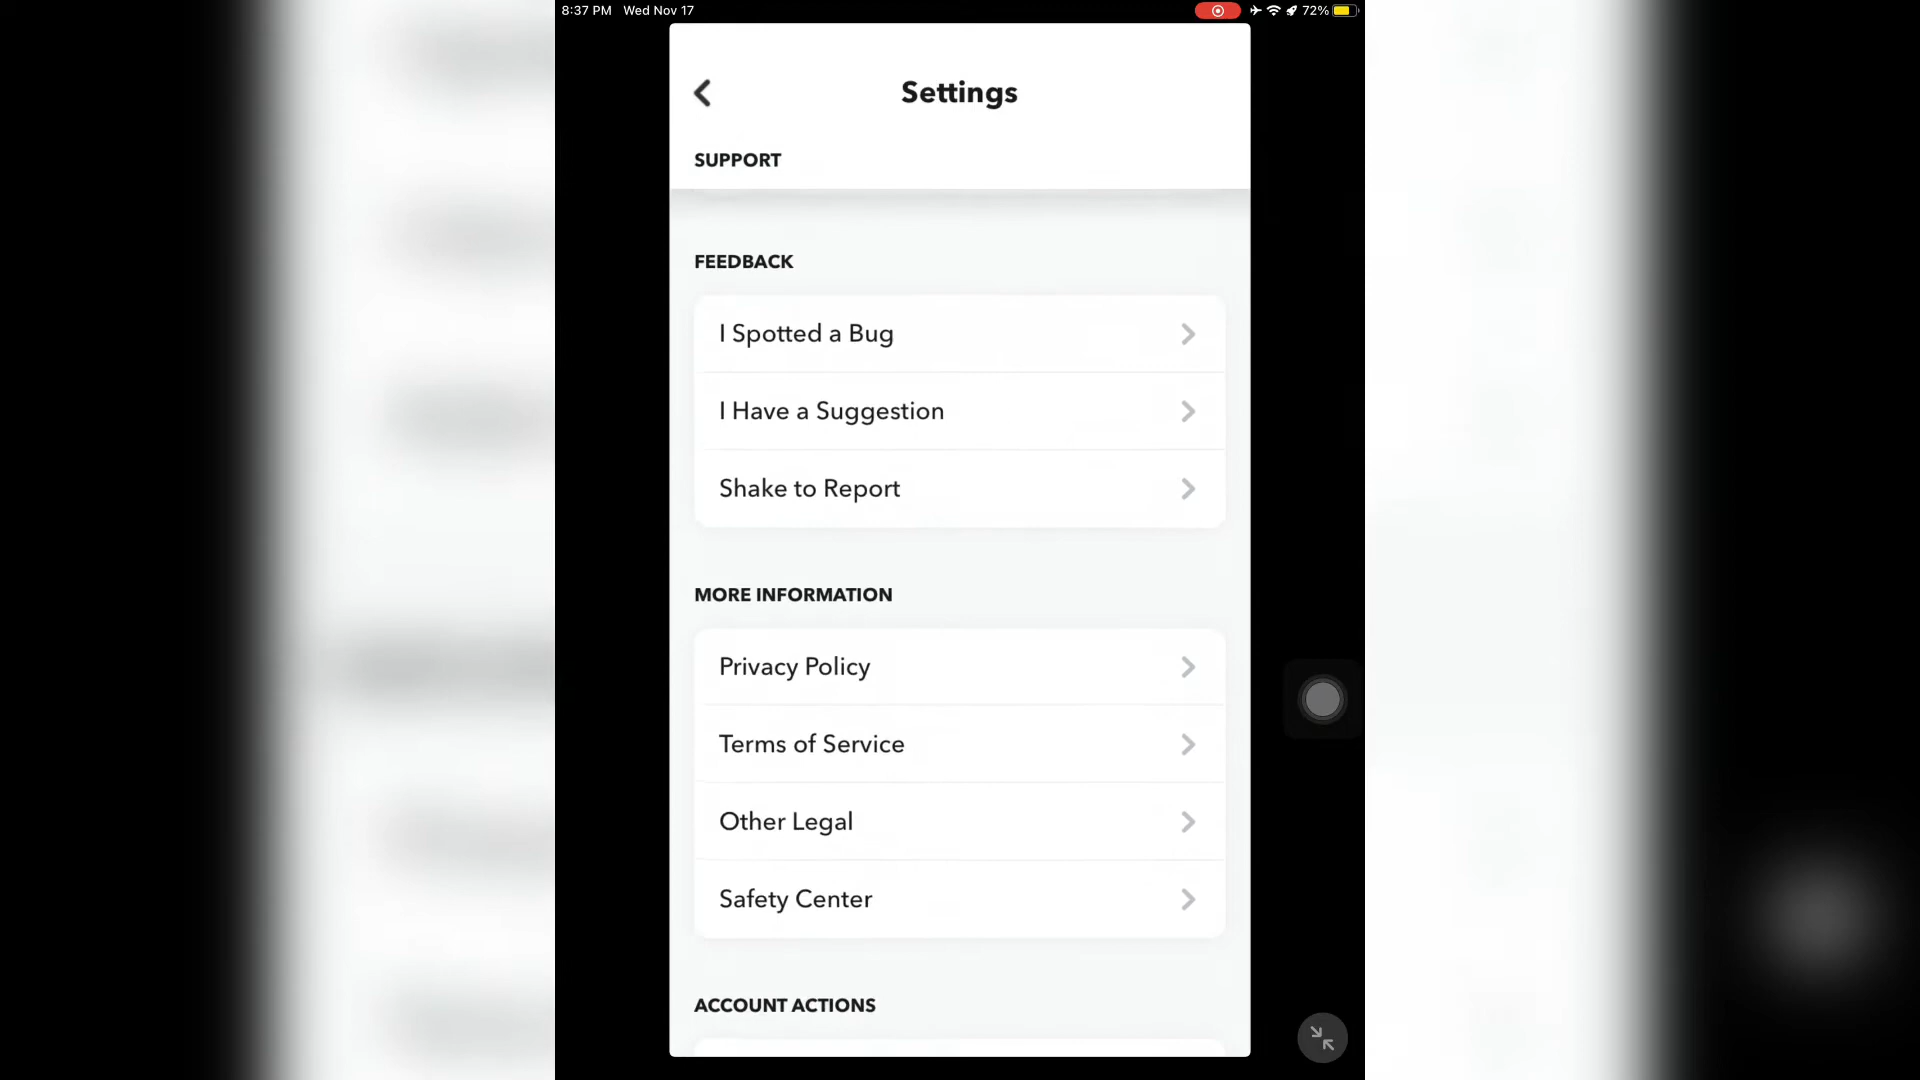 8:37 PM Wed Nov 17 72%
Settings
SUPPORT
FEEDBACK
I Spotted a Bug
I Have a Suggestion
Shake to Report
MORE INFORMATION
Privacy Policy
Terms of Service
Other Legal
Safety Center
ACCOUNT ACTIONS